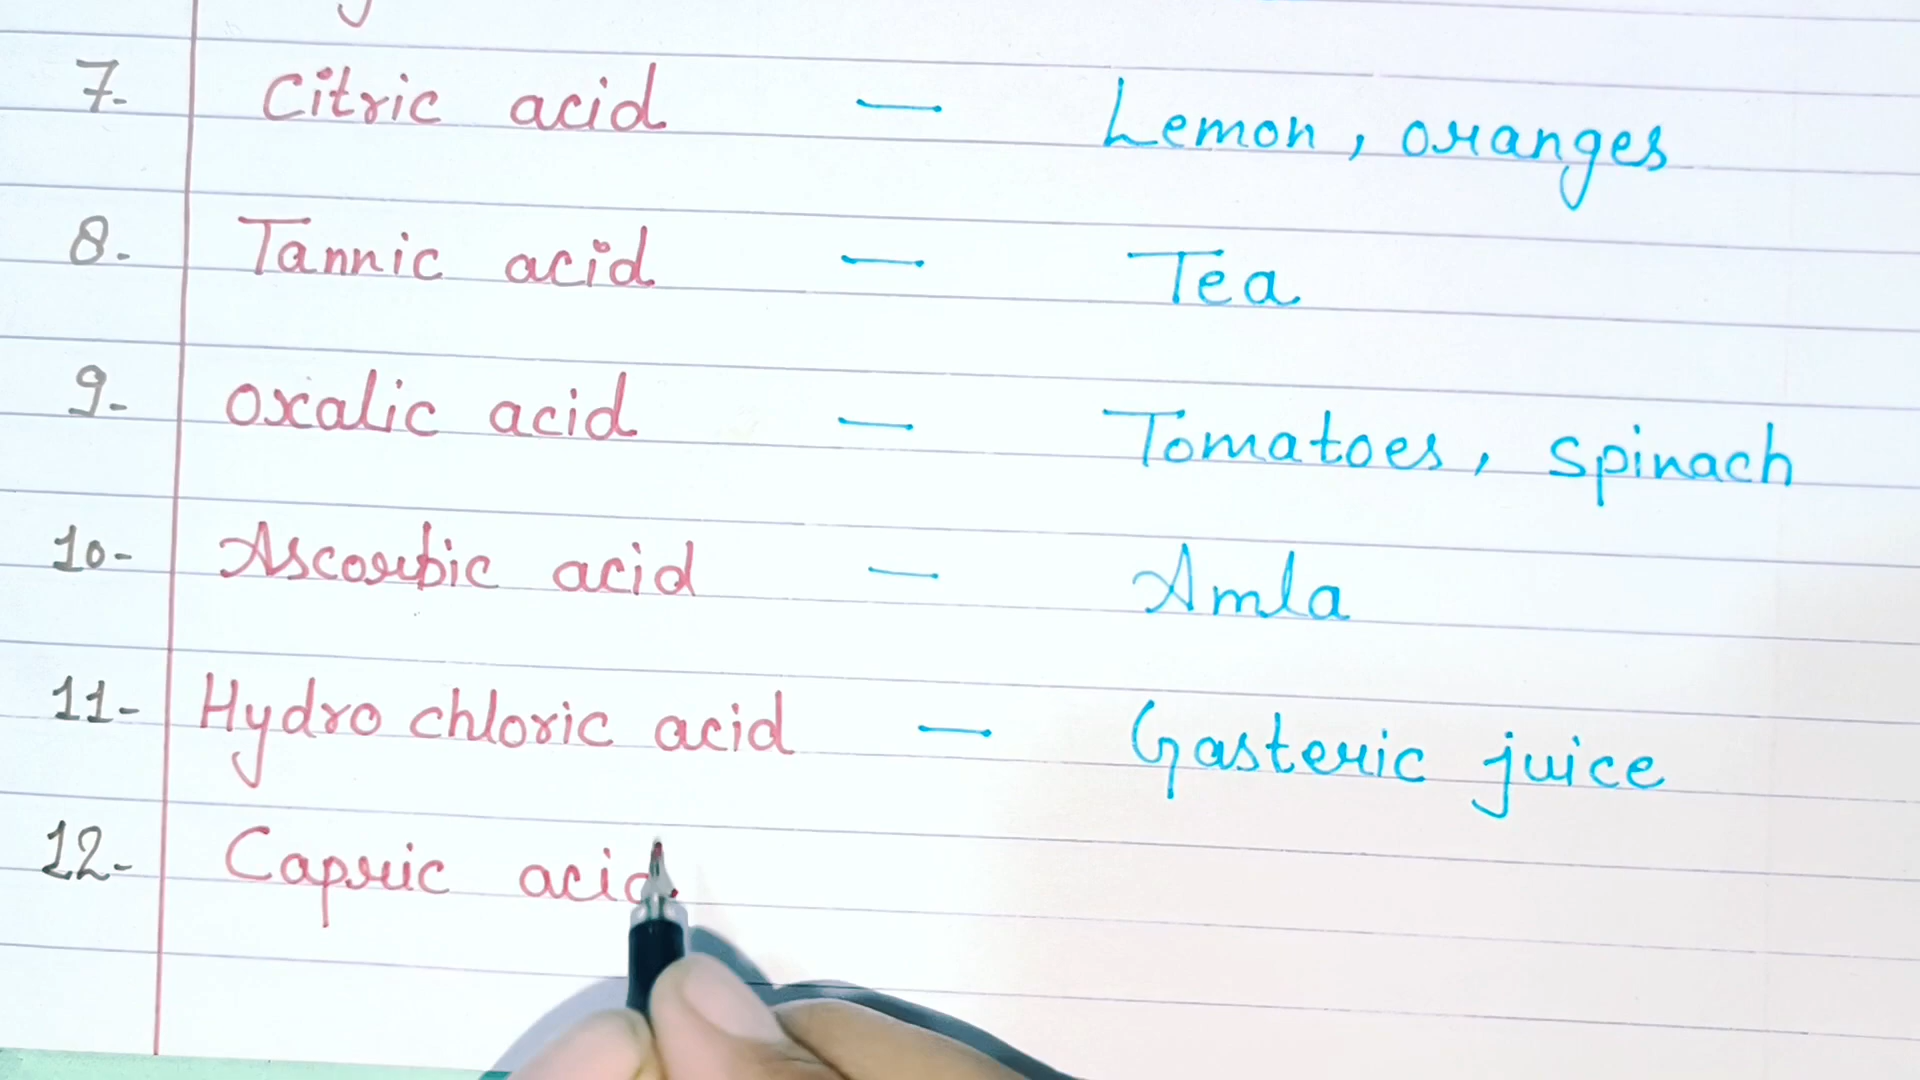 7- Citric acid — Lemon, oranges
8- Tannic acid — Tea
9- oxalic acid — Tomatoes, spinach
10- Ascorbic acid — Amla
11- Hydro chloric acid — Gasteric juice
12- Capric acid